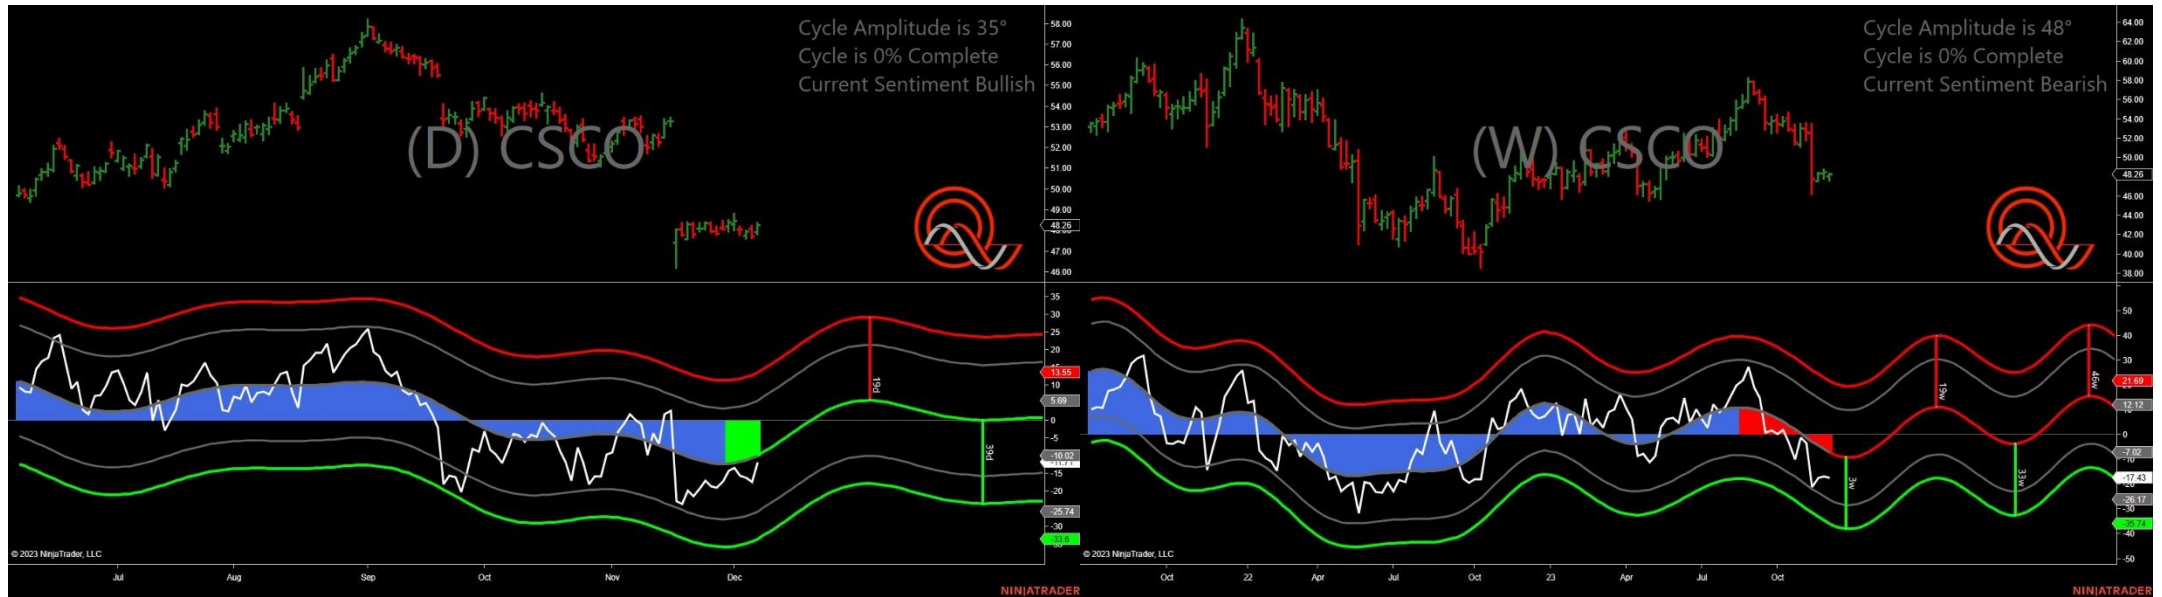 Cycle Amplitude is 35°
Cycle is 0% Complete
Current Sentiment Bullish
(D) CSCO
58.00
57.00
56.00
55.00
54.00
53.00
52.00
51.00
50.00
49.00
48.26
47.00
46.00
35
30
25
20
13.55
10
5.69
0
-5
-10.02
-15
-20
-25.74
-30
-33.6
19d
39d
© 2023 NinjaTrader, LLC
Jul Aug Sep Oct Nov Dec
NINJATRADER
Cycle Amplitude is 48°
Cycle is 0% Complete
Current Sentiment Bearish
(W) CSCO
64.00
62.00
60.00
58.00
56.00
54.00
52.00
50.00
48.26
46.00
44.00
42.00
40.00
38.00
50
40
30
21.69
12.12
0
-7.02
-17.43
-26.17
-30
-35.74
-40
-50
3w
19w
33w
46w
© 2023 NinjaTrader, LLC
Oct 22 Apr Jul Oct 23 Apr Jul Oct
NINJATRADER